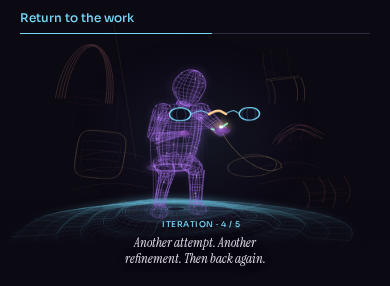 Return to the work
ITERATION · 4 / 5
Another attempt. Another
refinement. Then back again.